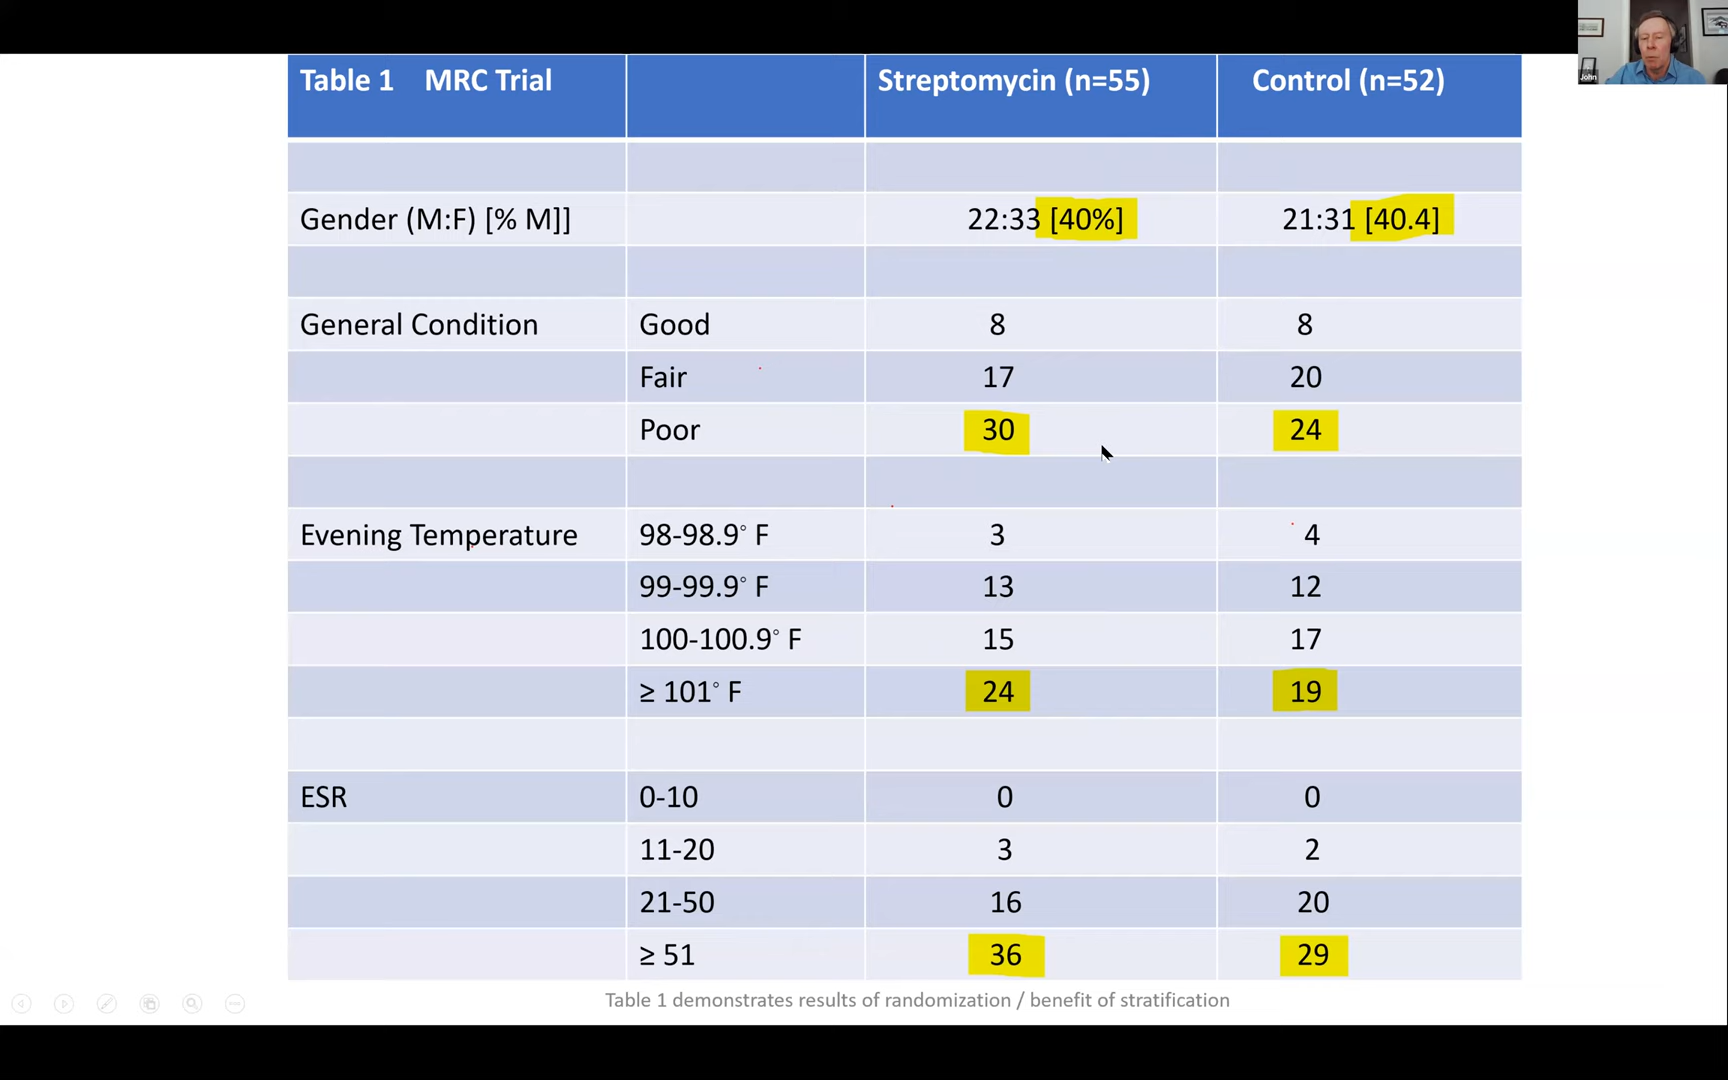 Table 1 MRC Trial Streptomycin (n=55) Control (n=52)
Gender (M:F) [% M]] 22:33 [40%] 21:31 [40.4]
General Condition Good 8 8
Fair 17 20
Poor 30 24
Evening Temperature 98-98.9° F 3 4
99-99.9° F 13 12
100-100.9° F 15 17
≥ 101° F 24 19
ESR 0-10 0 0
11-20 3 2
21-50 16 20
≥ 51 36 29
Table 1 demonstrates results of randomization / benefit of stratification
John